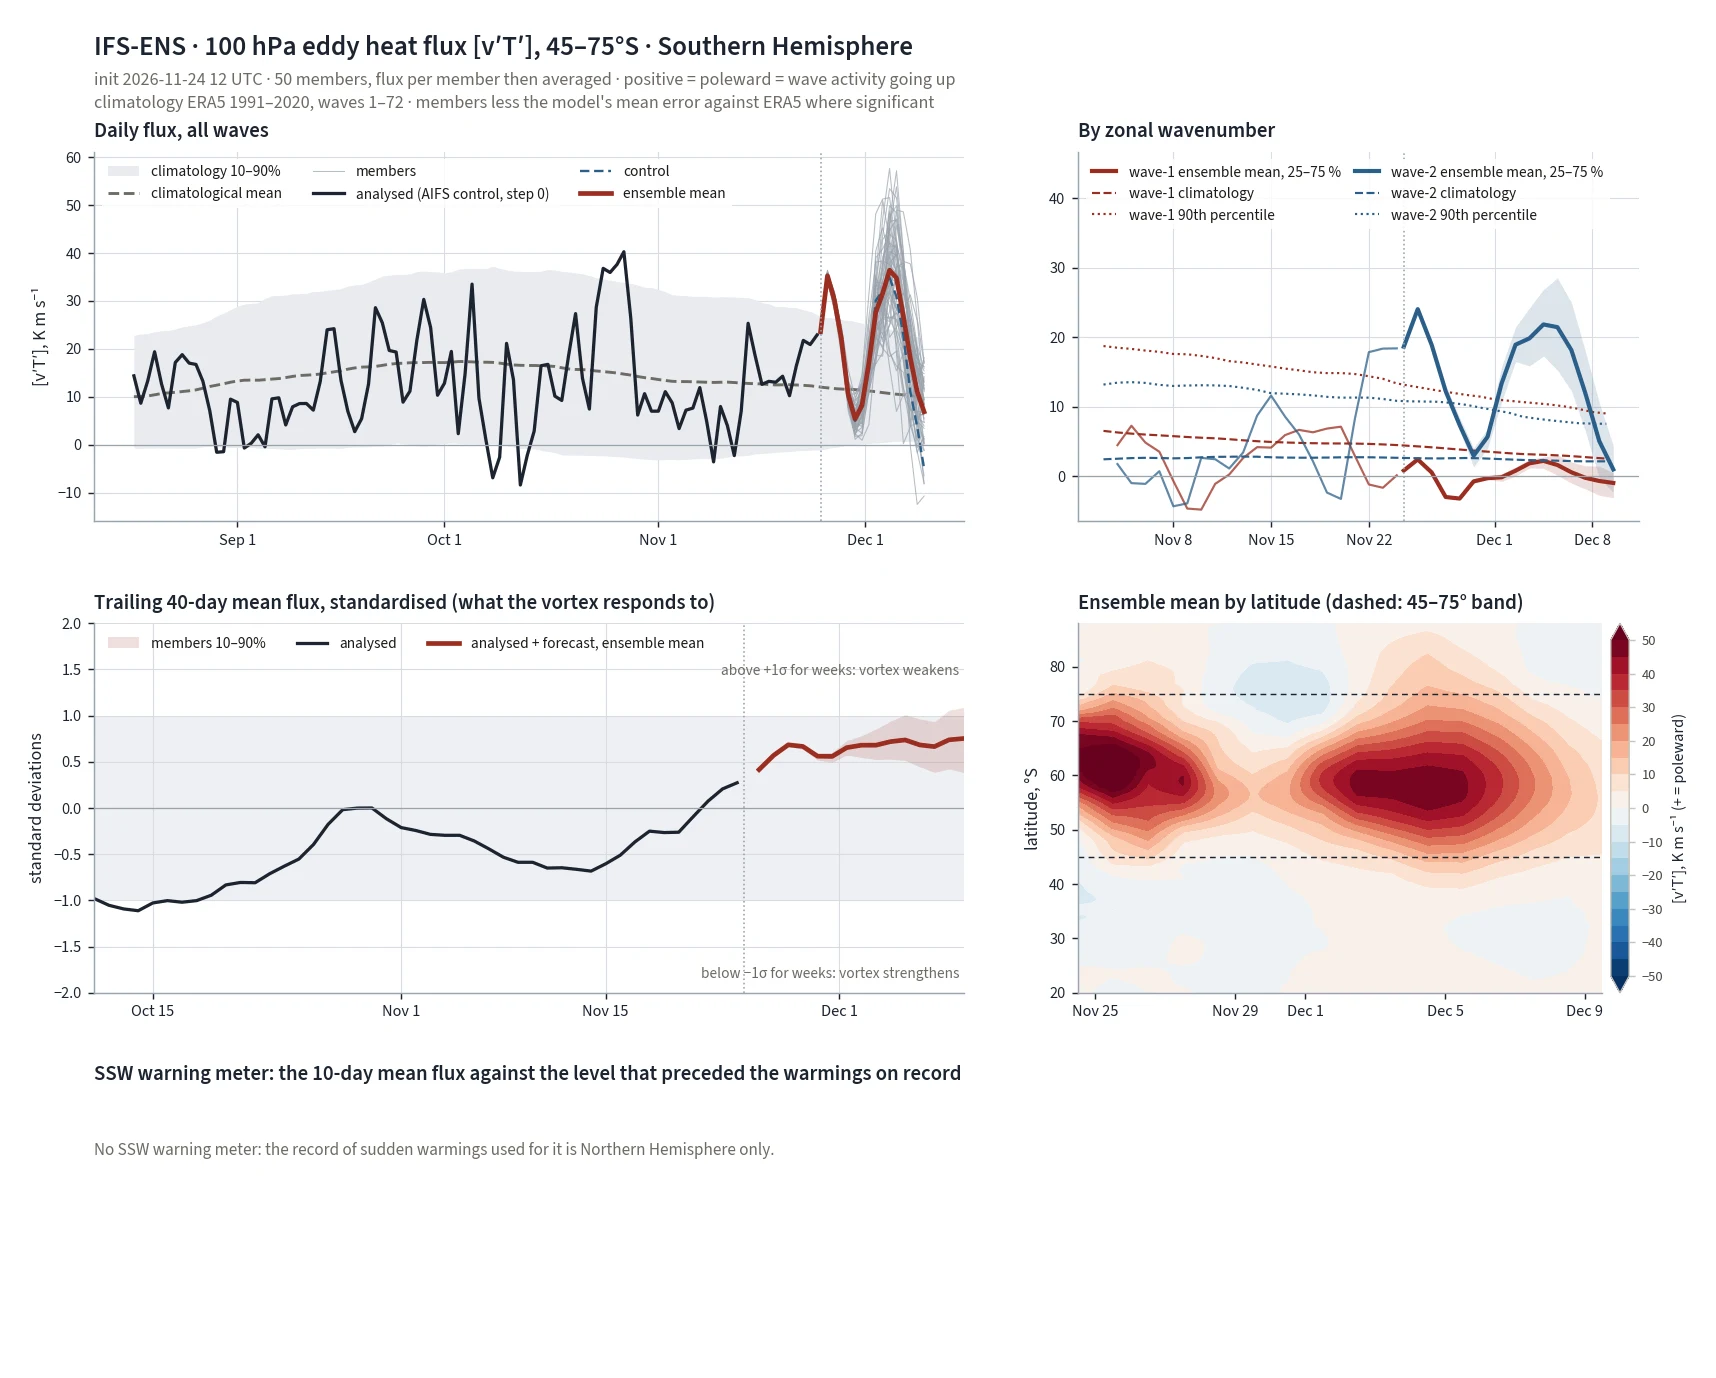 IFS-ENS · 100 hPa eddy heat flux [v′T′], 45–75°S · Southern Hemisphere
init 2026-11-24 12 UTC · 50 members, flux per member then averaged · positive = poleward = wave activity going up
climatology ERA5 1991–2020, waves 1–72 · members less the model's mean error against ERA5 where significant
Daily flux, all waves
climatology 10–90%
climatological mean
members
analysed (AIFS control, step 0)
control
ensemble mean
[v′T′], K m s⁻¹
60
50
40
30
20
10
0
−10
Sep 1
Oct 1
Nov 1
Dec 1
By zonal wavenumber
wave-1 ensemble mean, 25–75 %
wave-1 climatology
wave-1 90th percentile
wave-2 ensemble mean, 25–75 %
wave-2 climatology
wave-2 90th percentile
40
30
20
10
0
Nov 8
Nov 15
Nov 22
Dec 1
Dec 8
Trailing 40-day mean flux, standardised (what the vortex responds to)
members 10–90%
analysed
analysed + forecast, ensemble mean
above +1σ for weeks: vortex weakens
below −1σ for weeks: vortex strengthens
standard deviations
2.0
1.5
1.0
0.5
0.0
−0.5
−1.0
−1.5
−2.0
Oct 15
Nov 1
Nov 15
Dec 1
Ensemble mean by latitude (dashed: 45–75° band)
latitude, °S
80
70
60
50
40
30
20
Nov 25
Nov 29
Dec 1
Dec 5
Dec 9
50
40
30
20
10
0
−10
−20
−30
−40
−50
[v′T′], K m s⁻¹ (+ = poleward)
SSW warning meter: the 10-day mean flux against the level that preceded the warmings on record
No SSW warning meter: the record of sudden warmings used for it is Northern Hemisphere only.